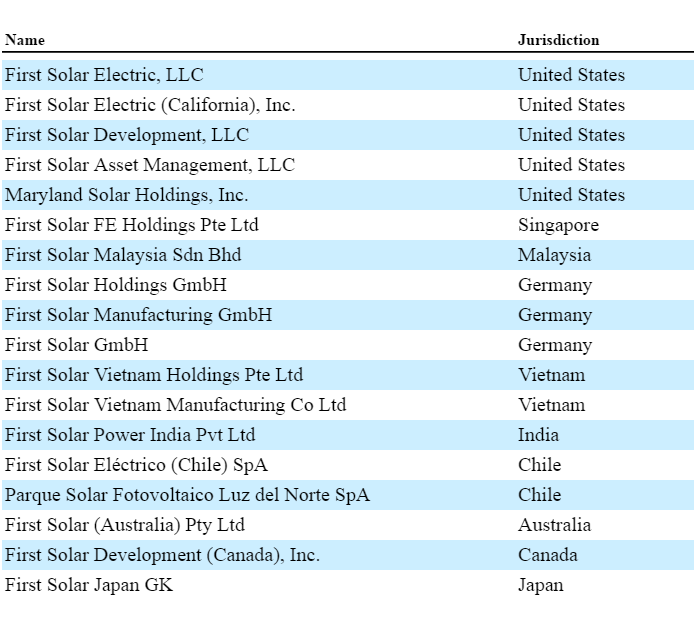 Name Jurisdiction
First Solar Electric, LLC United States
First Solar Electric (California), Inc. United States
First Solar Development, LLC United States
First Solar Asset Management, LLC United States
Maryland Solar Holdings, Inc. United States
First Solar FE Holdings Pte Ltd Singapore
First Solar Malaysia Sdn Bhd Malaysia
First Solar Holdings GmbH Germany
First Solar Manufacturing GmbH Germany
First Solar GmbH Germany
First Solar Vietnam Holdings Pte Ltd Vietnam
First Solar Vietnam Manufacturing Co Ltd Vietnam
First Solar Power India Pvt Ltd India
First Solar Eléctrico (Chile) SpA Chile
Parque Solar Fotovoltaico Luz del Norte SpA Chile
First Solar (Australia) Pty Ltd Australia
First Solar Development (Canada), Inc. Canada
First Solar Japan GK Japan